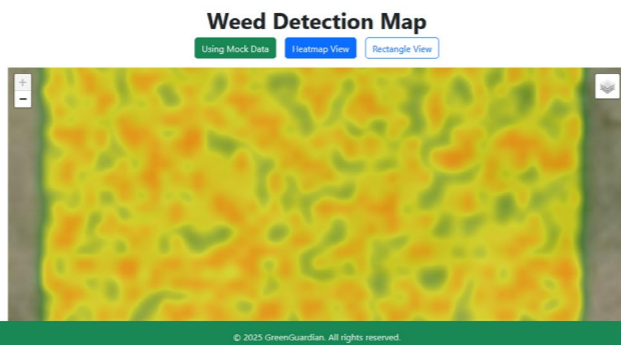 Weed Detection Map
Using Mock Data Heatmap View Rectangle View
+
−
© 2025 GreenGuardian. All rights reserved.